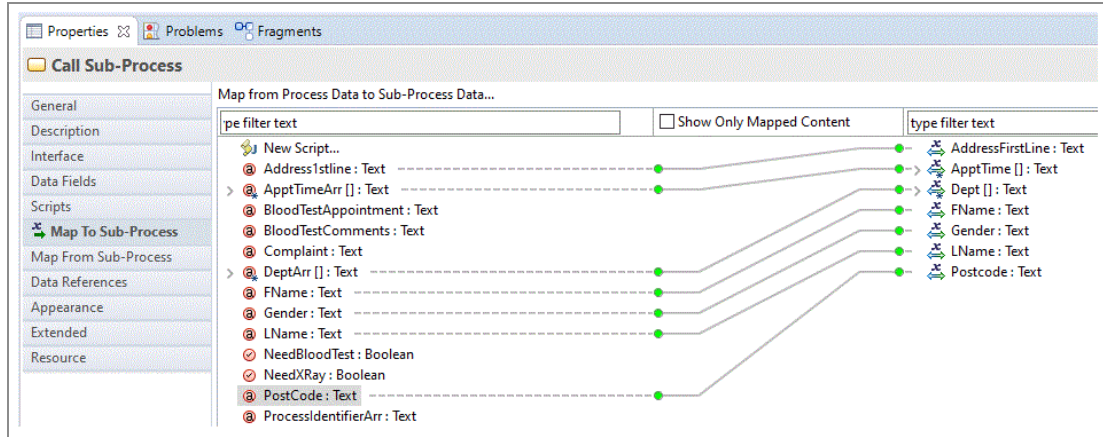 Properties Problems Fragments
Call Sub-Process
General
Description
Interface
Data Fields
Scripts
Map To Sub-Process
Map From Sub-Process
Data References
Appearance
Extended
Resource
Map from Process Data to Sub-Process Data...
pe filter text Show Only Mapped Content type filter text
New Script... AddressFirstLine : Text
Address1stline : Text ApptTime [] : Text
ApptTimeArr [] : Text Dept [] : Text
BloodTestAppointment : Text FName : Text
BloodTestComments : Text Gender : Text
Complaint : Text LName : Text
DeptArr [] : Text Postcode : Text
FName : Text
Gender : Text
LName : Text
NeedBloodTest : Boolean
NeedXRay : Boolean
PostCode : Text
ProcessIdentifierArr : Text